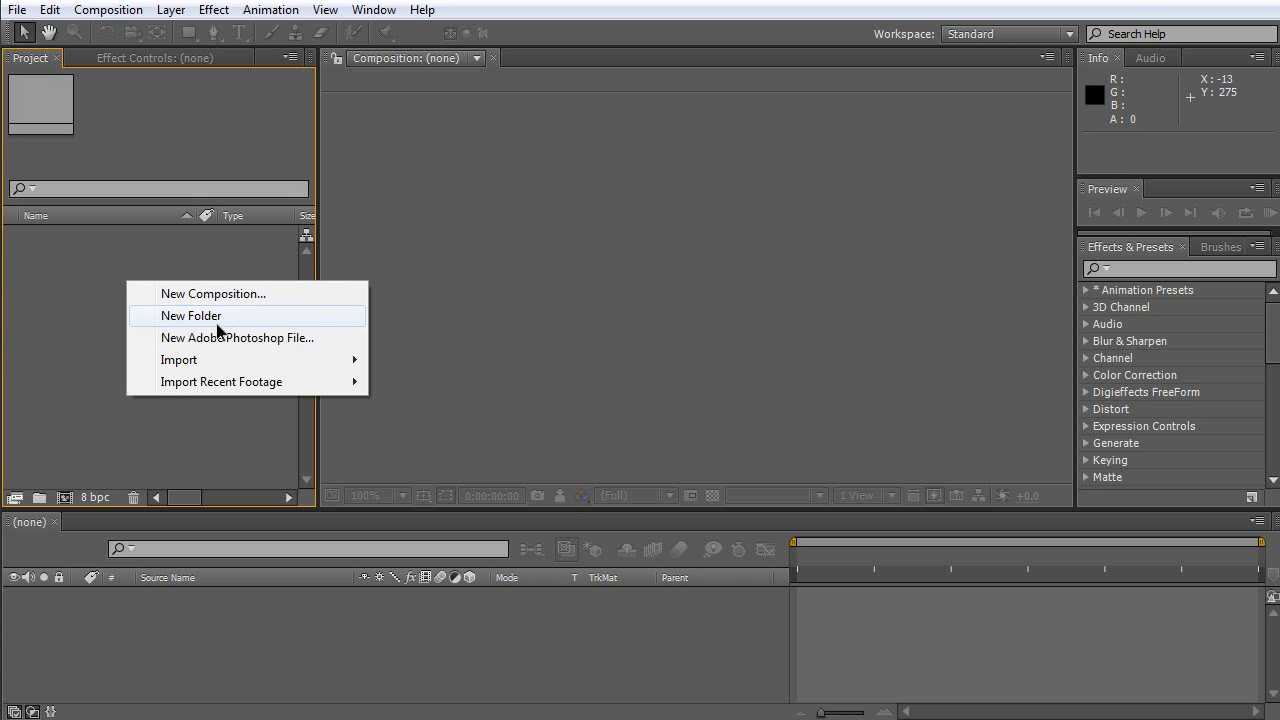 File Edit Composition Layer Effect Animation View Window Help
Workspace: Standard Search Help
Project Effect Controls: (none) Composition: (none) Info Audio
R: X: -13
G: Y: 275
B:
A: 0
Preview
Name Type Size
Effects & Presets Brushes
* Animation Presets
3D Channel
Audio
Blur & Sharpen
Channel
Color Correction
Digieffects FreeForm
Distort
Expression Controls
Generate
Keying
Matte
New Composition...
New Folder
New Adobe Photoshop File...
Import
Import Recent Footage
8 bpc 100% 0:00:00:00 (Full) 1 View +0.0
(none)
# Source Name fx Mode T TrkMat Parent